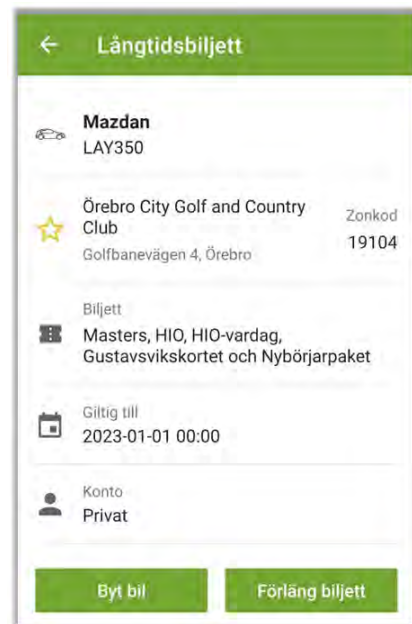 Långtidsbiljett
Mazdan
LAY350
Örebro City Golf and Country
Club
Golfbanevägen 4, Örebro
Zonkod
19104
Biljett
Masters, HIO, HIO-vardag,
Gustavsvikskortet och Nybörjarpaket
Giltig till
2023-01-01 00:00
Konto
Privat
Byt bil
Förläng biljett